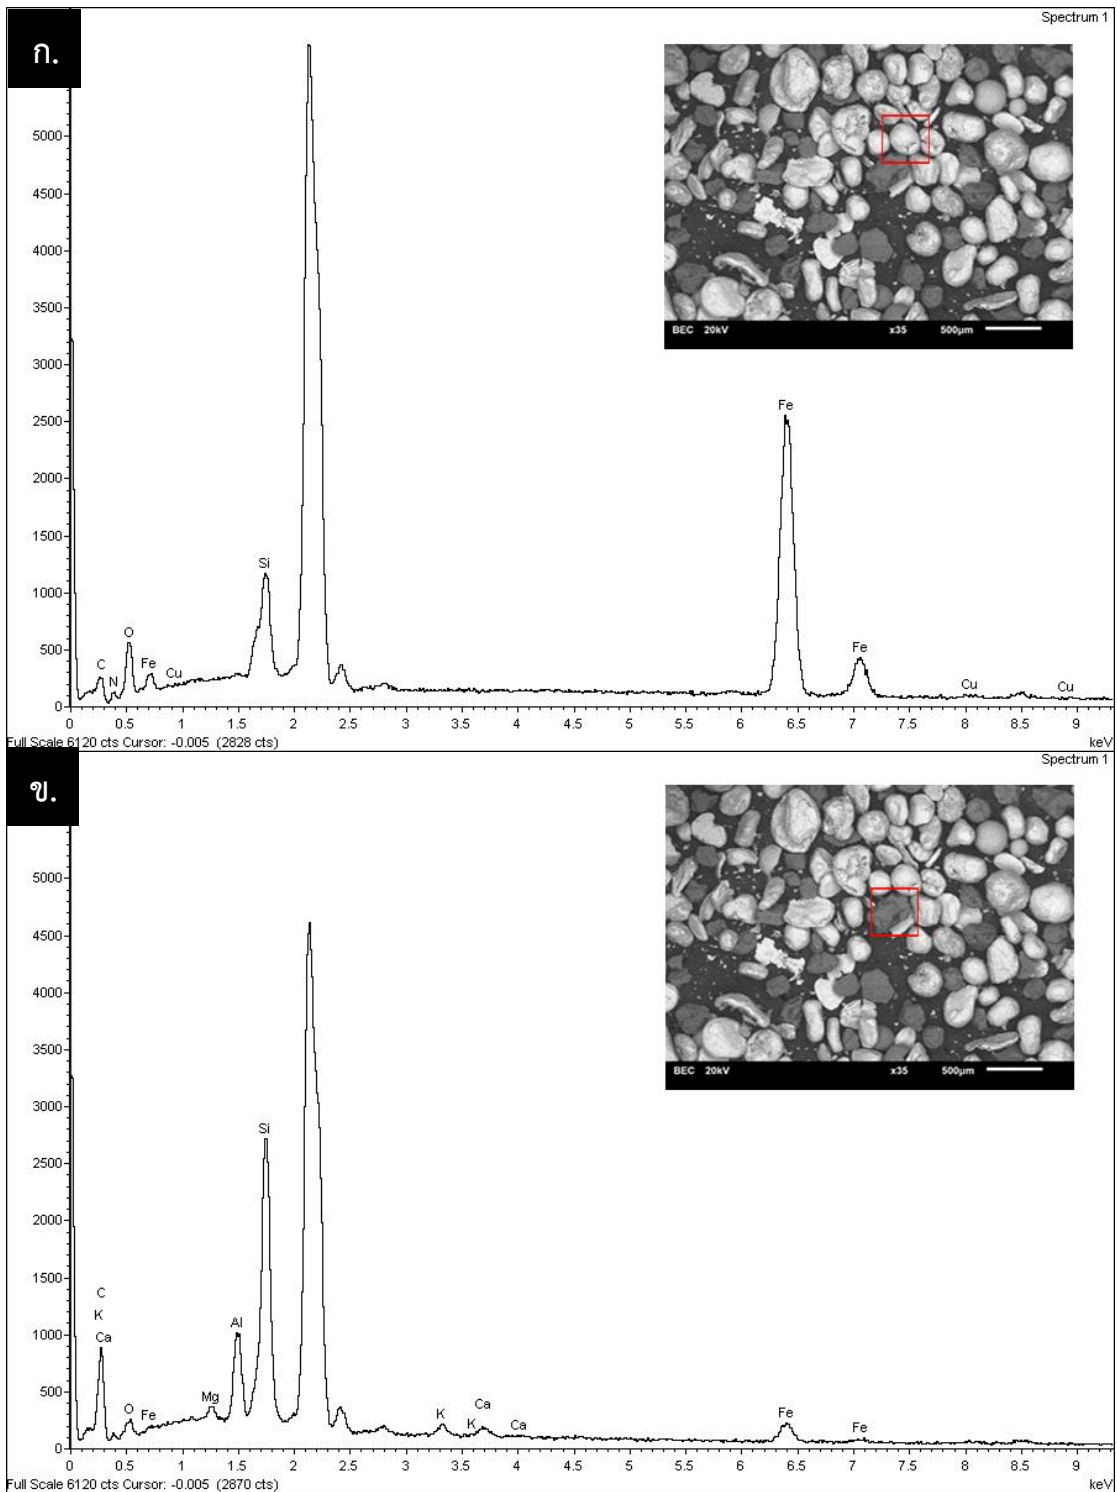 ก.
Spectrum 1
BEC 20kV x35 500µm
5000
4500
4000
3500
3000
2500
2000
1500
1000
500
0
C
N
O
Fe
Cu
Si
Fe
Fe
Cu
Cu
0 0.5 1 1.5 2 2.5 3 3.5 4 4.5 5 5.5 6 6.5 7 7.5 8 8.5 9
Full Scale 6120 cts Cursor: -0.005 (2828 cts) keV
ข.
Spectrum 1
BEC 20kV x35 500µm
5000
4500
4000
3500
3000
2500
2000
1500
1000
500
0
C
K
Ca
O
Fe
Mg
Al
Si
K
K
Ca
Ca
Fe
Fe
0 0.5 1 1.5 2 2.5 3 3.5 4 4.5 5 5.5 6 6.5 7 7.5 8 8.5 9
Full Scale 6120 cts Cursor: -0.005 (2870 cts) keV